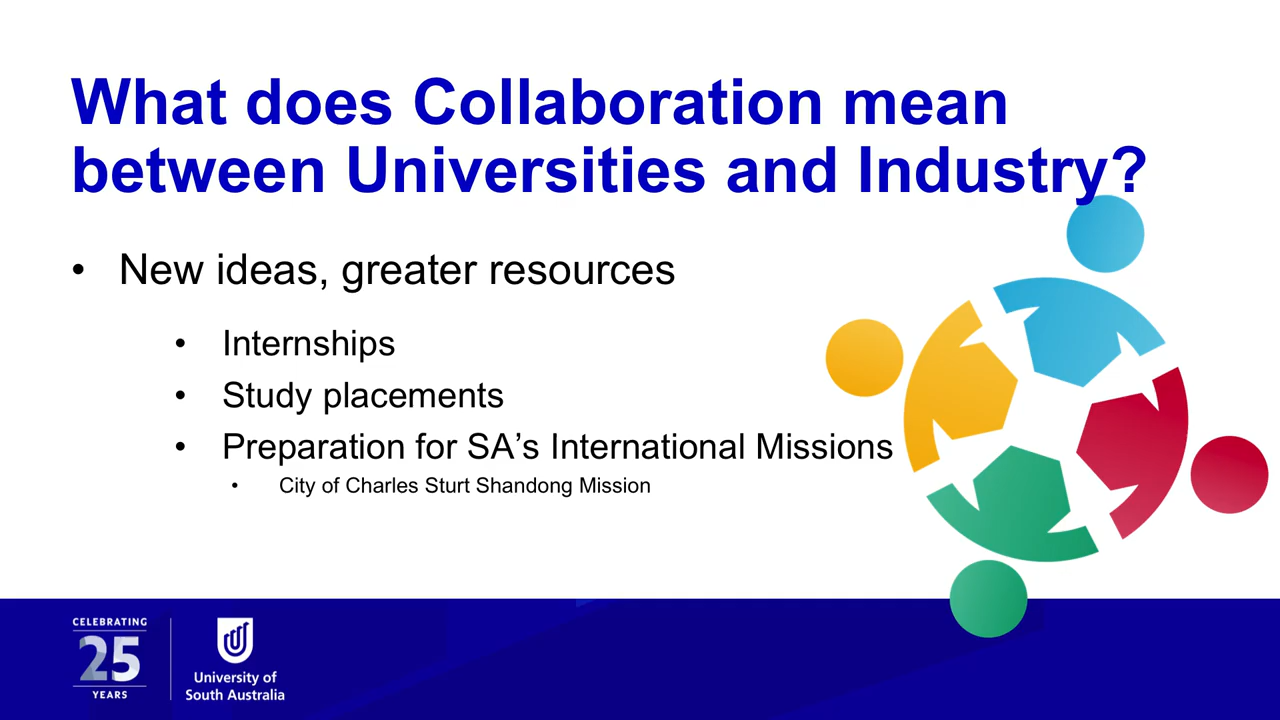 What does Collaboration mean
between Universities and Industry?
• New ideas, greater resources
• Internships
• Study placements
• Preparation for SA’s International Missions
• City of Charles Sturt Shandong Mission
CELEBRATING
25
YEARS
University of
South Australia